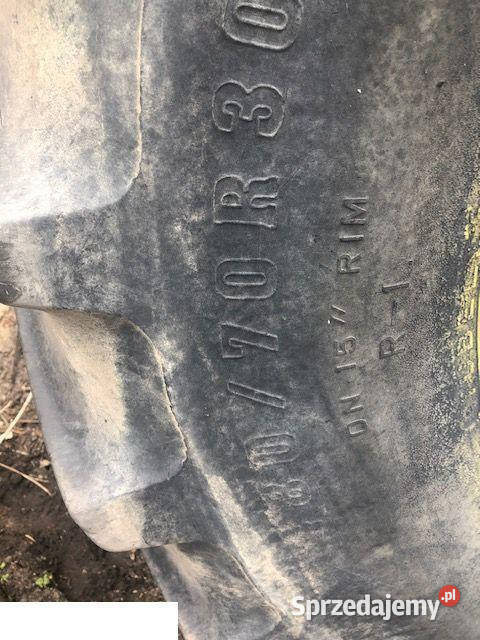 80/70R30
ON 15" RIM
R-1
Sprzedajemy.pl